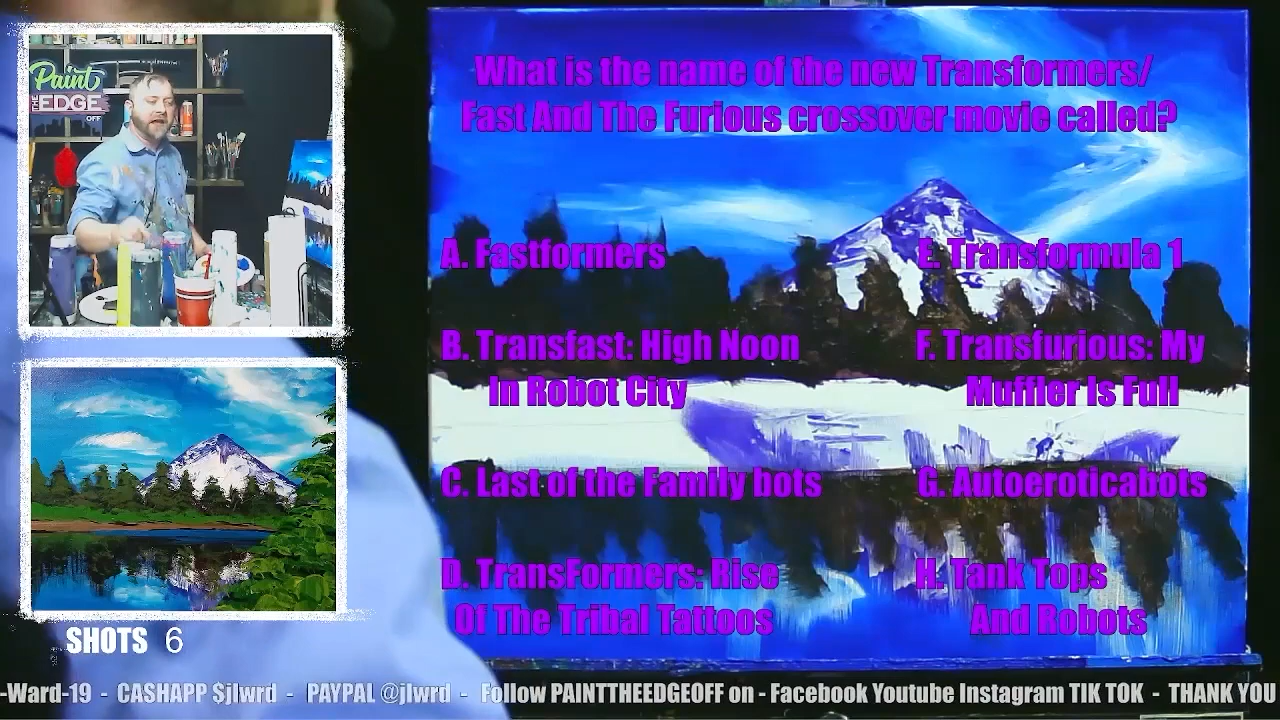 Paint
THE EDGE
OFF
What is the name of the new Transformers/
Fast And The Furious crossover movie called?
A. Fastformers
E. Transformula 1
B. Transfast: High Noon
In Robot City
F. Transfurious: My
Muffler Is Full
C. Last of the Family bots
G. Autoeroticabots
D. TransFormers: Rise
Of The Tribal Tattoos
H. Tank Tops
And Robots
SHOTS 6
-Ward-19 - CASHAPP $jlwrd - PAYPAL @jlwrd - Follow PAINTTHEEDGEOFF on - Facebook Youtube Instagram TIK TOK - THANK YOU